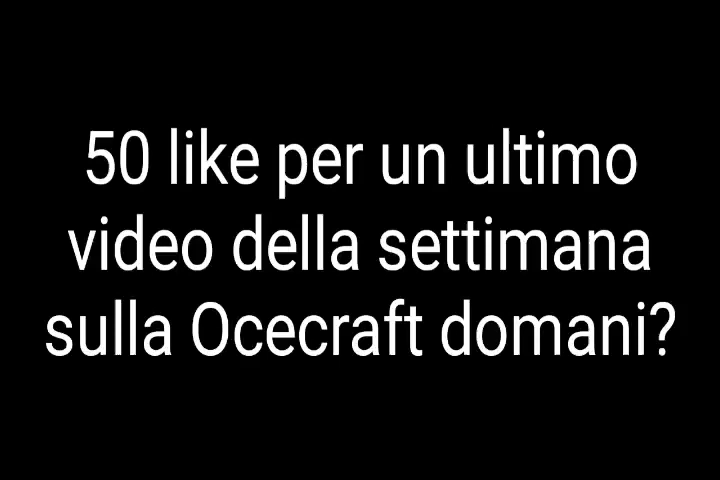 50 like per un ultimo
video della settimana
sulla Ocecraft domani?